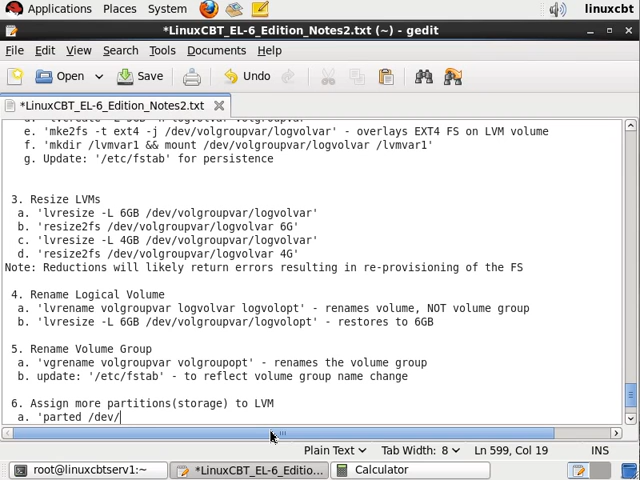 Applications Places System linuxcbt
*LinuxCBT_EL-6_Edition_Notes2.txt (~) - gedit
File Edit View Search Tools Documents Help
Open Save Undo
*LinuxCBT_EL-6_Edition_Notes2.txt
e. 'mke2fs -t ext4 -j /dev/volgroupvar/logvolvar' - overlays EXT4 FS on LVM volume
f. 'mkdir /lvmvar1 && mount /dev/volgroupvar/logvolvar /lvmvar1'
g. Update: '/etc/fstab' for persistence
3. Resize LVMs
a. 'lvresize -L 6GB /dev/volgroupvar/logvolvar'
b. 'resize2fs /dev/volgroupvar/logvolvar 6G'
c. 'lvresize -L 4GB /dev/volgroupvar/logvolvar'
d. 'resize2fs /dev/volgroupvar/logvolvar 4G'
Note: Reductions will likely return errors resulting in re-provisioning of the FS
4. Rename Logical Volume
a. 'lvrename volgroupvar logvolvar logvolopt' - renames volume, NOT volume group
b. 'lvresize -L 6GB /dev/volgroupvar/logvolopt' - restores to 6GB
5. Rename Volume Group
a. 'vgrename volgroupvar volgroupopt' - renames the volume group
b. update: '/etc/fstab' - to reflect volume group name change
6. Assign more partitions(storage) to LVM
a. 'parted /dev/
Plain Text Tab Width: 8 Ln 599, Col 19 INS
root@linuxcbtserv1:~ *LinuxCBT_EL-6_Editio... Calculator